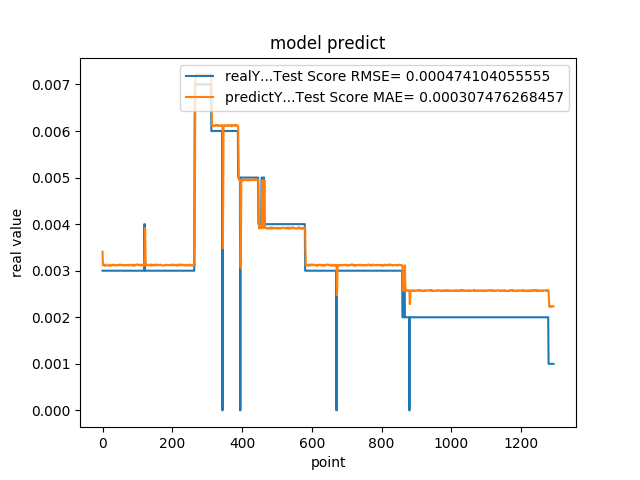 model predict
realY...Test Score RMSE= 0.000474104055555
predictY...Test Score MAE= 0.000307476268457
0.007
0.006
0.005
0.004
0.003
0.002
0.001
0.000
real value
0 200 400 600 800 1000 1200
point